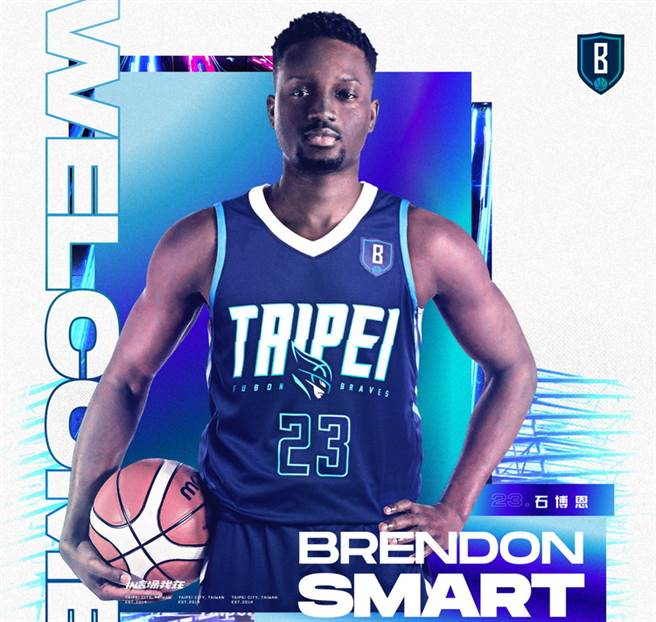 WELCOME
B
B
TAIPEI
FUBON BRAVES
23
molten
23. 石博恩
BRENDON
SMART
TAIPEI CITY, TAIWAN TAIPEI CITY, TAIWAN TAIPEI CITY, TAIWAN
EST.2014 EST.2014 EST.2014